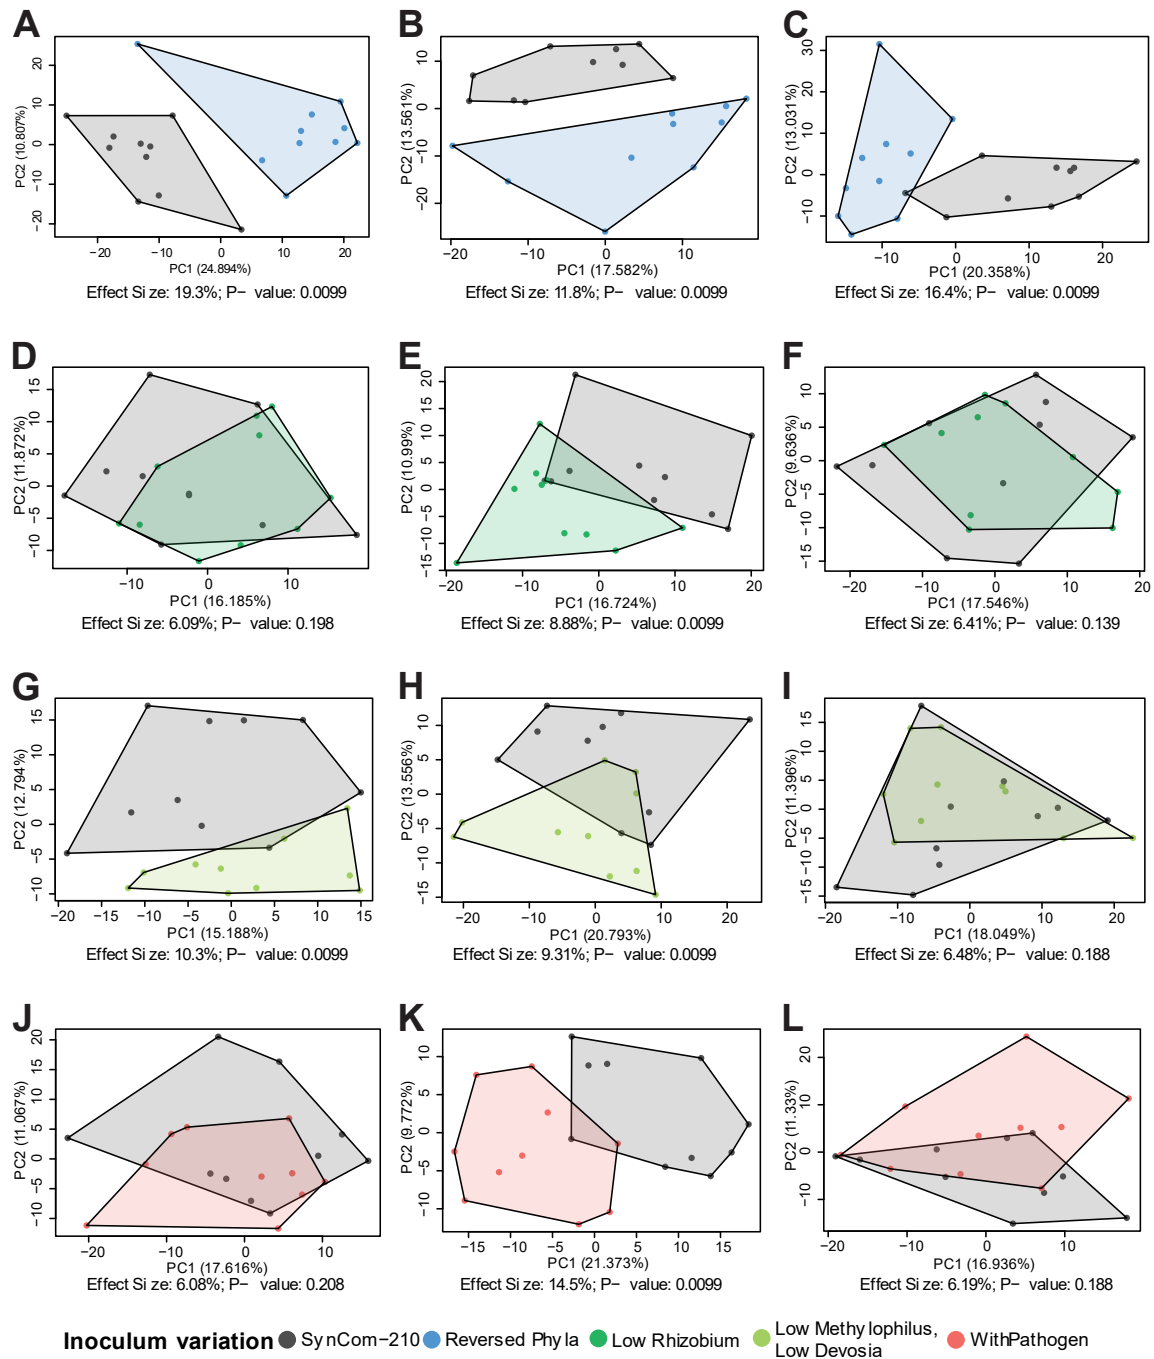 A
B
C
PC2 (10.807%)
20
10
0
−10
−20
−20
−10
0
10
20
PC1 (24.894%)
Effect Size: 19.3%; P− value: 0.0099
PC2 (13.561%)
10
0
−10
−20
−20
−10
0
10
PC1 (17.582%)
Effect Size: 11.8%; P− value: 0.0099
PC2 (13.031%)
30
20
10
0
−10
−10
0
10
20
PC1 (20.358%)
Effect Size: 16.4%; P− value: 0.0099
D
E
F
PC2 (11.872%)
15
10
5
0
−5
−10
−10
0
10
PC1 (16.185%)
Effect Size: 6.09%; P− value: 0.198
PC2 (10.99%)
20
15
10
5
0
−5
−10
−15
−20
−10
0
10
20
PC1 (16.724%)
Effect Size: 8.88%; P− value: 0.0099
PC2 (9.636%)
10
5
0
−5
−10
−15
−20
−10
0
10
20
PC1 (17.546%)
Effect Size: 6.41%; P− value: 0.139
G
H
I
PC2 (12.794%)
15
10
5
0
−5
−10
−20
−15
−10
−5
0
5
10
15
PC1 (15.188%)
Effect Size: 10.3%; P− value: 0.0099
PC2 (13.556%)
10
5
0
−5
−10
−15
−20
−10
0
10
20
PC1 (20.793%)
Effect Size: 9.31%; P− value: 0.0099
PC2 (11.396%)
15
10
5
0
−5
−10
−15
−20
−10
0
10
20
PC1 (18.049%)
Effect Size: 6.48%; P− value: 0.188
J
K
L
PC2 (11.067%)
20
15
10
5
0
−5
−10
−20
−10
0
10
PC1 (17.616%)
Effect Size: 6.08%; P− value: 0.208
PC2 (9.772%)
10
5
0
−5
−10
−15
−10
−5
0
5
10
15
PC1 (21.373%)
Effect Size: 14.5%; P− value: 0.0099
PC2 (11.33%)
20
10
0
−10
−20
−10
0
10
PC1 (16.936%)
Effect Size: 6.19%; P− value: 0.188
Inoculum variation SynCom−210 Reversed Phyla Low Rhizobium Low Methylophilus, WithPathogen
Low Devosia